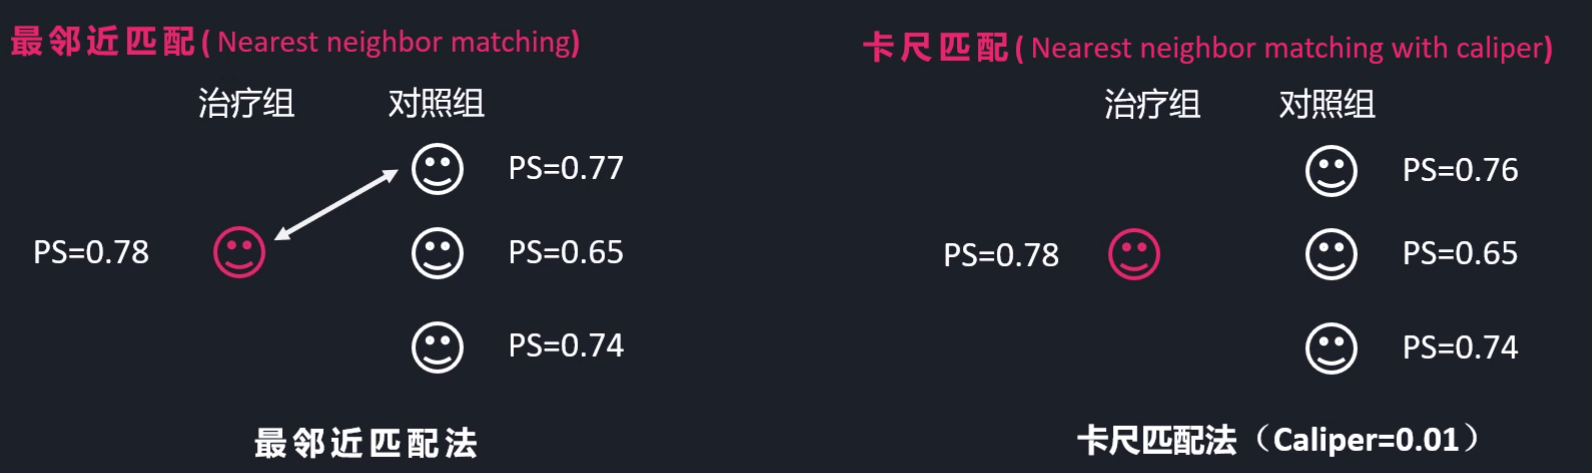 最邻近匹配(Nearest neighbor matching)
治疗组 对照组
PS=0.77
PS=0.78 PS=0.65
PS=0.74
最邻近匹配法
卡尺匹配(Nearest neighbor matching with caliper)
治疗组 对照组
PS=0.76
PS=0.78 PS=0.65
PS=0.74
卡尺匹配法（Caliper=0.01）